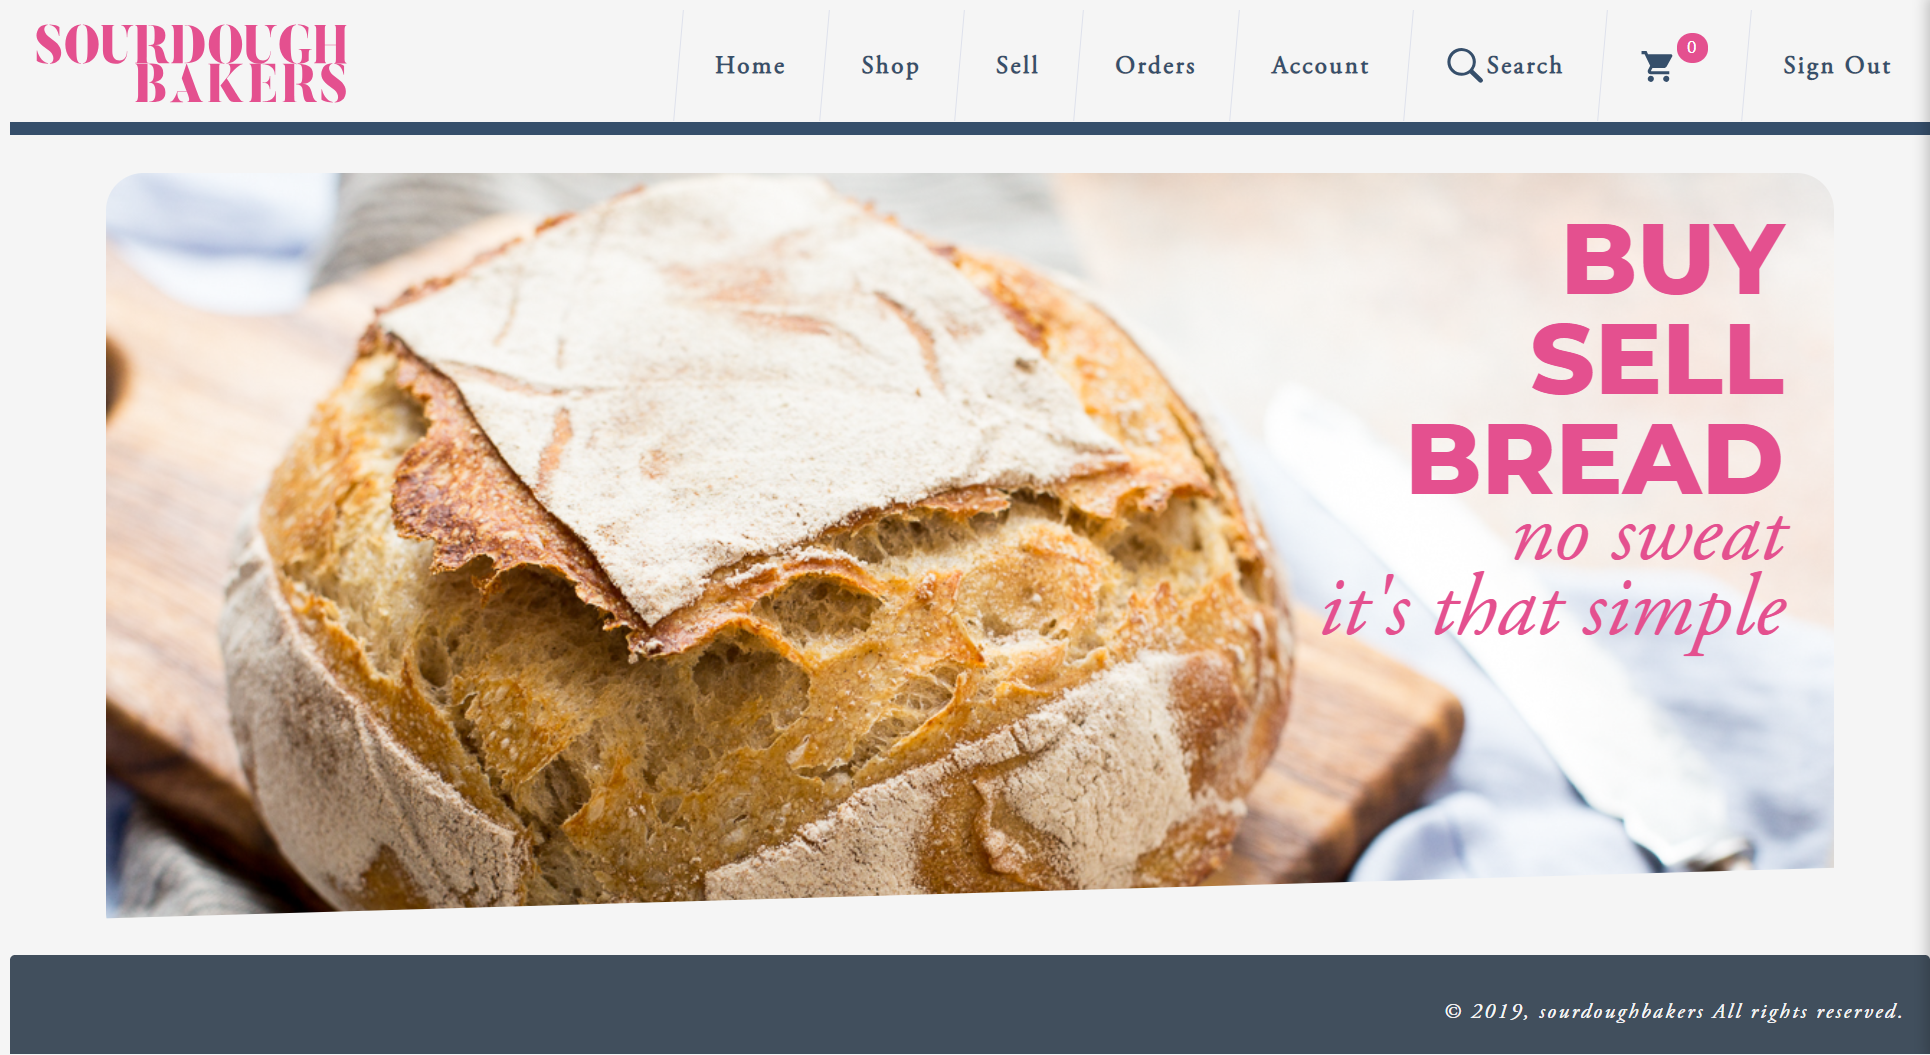 SOURDOUGH
BAKERS
Home Shop Sell Orders Account Search 0 Sign Out
BUY
SELL
BREAD
no sweat
it's that simple
© 2019, sourdoughbakers All rights reserved.